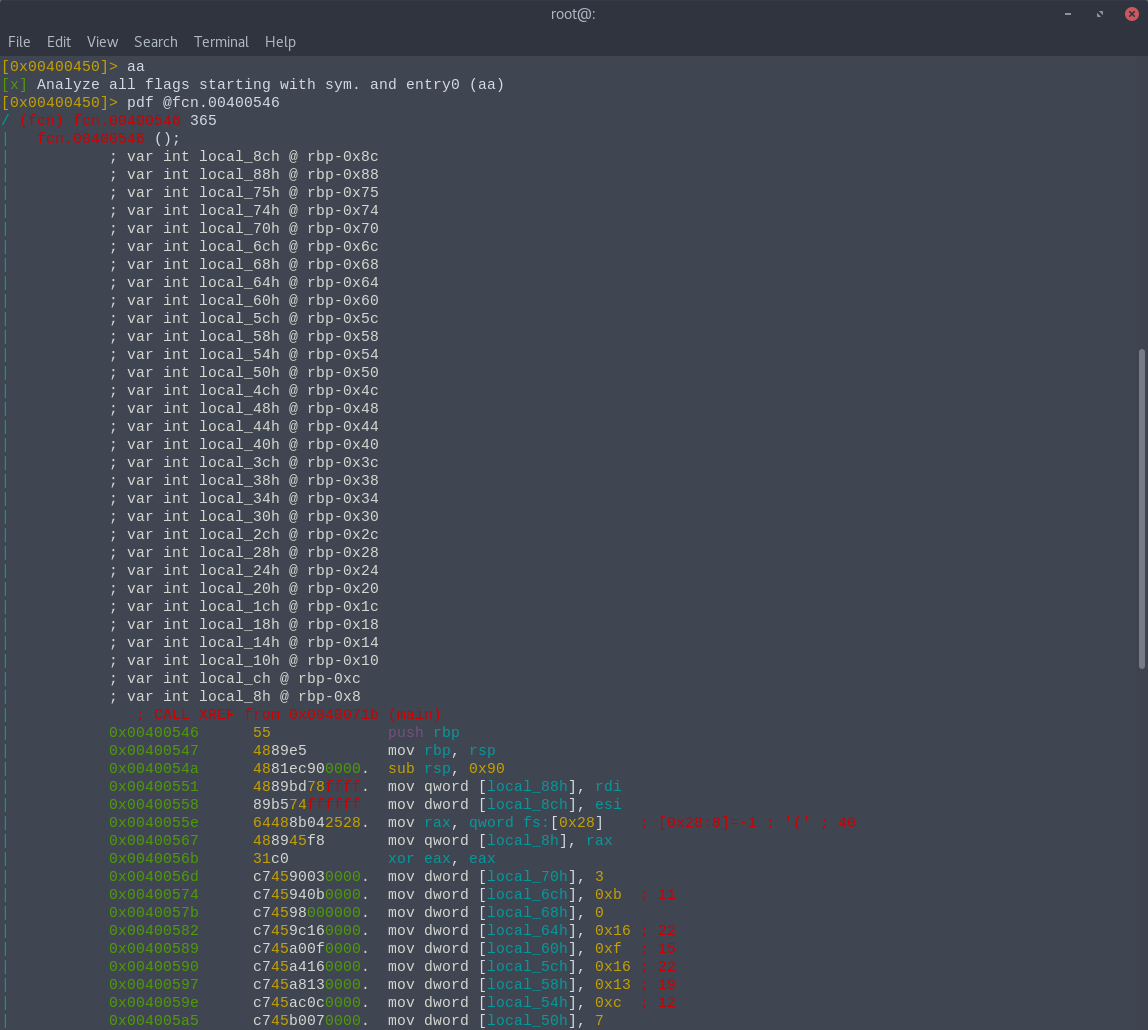 root@:
File Edit View Search Terminal Help
[0x00400450]> aa
[x] Analyze all flags starting with sym. and entry0 (aa)
[0x00400450]> pdf @fcn.00400546
/ (fcn) fcn.00400546 365
|   fcn.00400546 ();
|           ; var int local_8ch @ rbp-0x8c
|           ; var int local_88h @ rbp-0x88
|           ; var int local_75h @ rbp-0x75
|           ; var int local_74h @ rbp-0x74
|           ; var int local_70h @ rbp-0x70
|           ; var int local_6ch @ rbp-0x6c
|           ; var int local_68h @ rbp-0x68
|           ; var int local_64h @ rbp-0x64
|           ; var int local_60h @ rbp-0x60
|           ; var int local_5ch @ rbp-0x5c
|           ; var int local_58h @ rbp-0x58
|           ; var int local_54h @ rbp-0x54
|           ; var int local_50h @ rbp-0x50
|           ; var int local_4ch @ rbp-0x4c
|           ; var int local_48h @ rbp-0x48
|           ; var int local_44h @ rbp-0x44
|           ; var int local_40h @ rbp-0x40
|           ; var int local_3ch @ rbp-0x3c
|           ; var int local_38h @ rbp-0x38
|           ; var int local_34h @ rbp-0x34
|           ; var int local_30h @ rbp-0x30
|           ; var int local_2ch @ rbp-0x2c
|           ; var int local_28h @ rbp-0x28
|           ; var int local_24h @ rbp-0x24
|           ; var int local_20h @ rbp-0x20
|           ; var int local_1ch @ rbp-0x1c
|           ; var int local_18h @ rbp-0x18
|           ; var int local_14h @ rbp-0x14
|           ; var int local_10h @ rbp-0x10
|           ; var int local_ch @ rbp-0xc
|           ; var int local_8h @ rbp-0x8
|              ; CALL XREF from 0x0040071b (main)
|           0x00400546      55             push rbp
|           0x00400547      4889e5         mov rbp, rsp
|           0x0040054a      4881ec900000.  sub rsp, 0x90
|           0x00400551      4889bd78ffff.  mov qword [local_88h], rdi
|           0x00400558      89b574ffffff   mov dword [local_8ch], esi
|           0x0040055e      64488b042528.  mov rax, qword fs:[0x28]    ; [0x28:8]=-1 ; '(' ; 40
|           0x00400567      488945f8       mov qword [local_8h], rax
|           0x0040056b      31c0           xor eax, eax
|           0x0040056d      c74590030000.  mov dword [local_70h], 3
|           0x00400574      c745940b0000.  mov dword [local_6ch], 0xb  ; 11
|           0x0040057b      c74598000000.  mov dword [local_68h], 0
|           0x00400582      c7459c160000.  mov dword [local_64h], 0x16 ; 22
|           0x00400589      c745a00f0000.  mov dword [local_60h], 0xf  ; 15
|           0x00400590      c745a4160000.  mov dword [local_5ch], 0x16 ; 22
|           0x00400597      c745a8130000.  mov dword [local_58h], 0x13 ; 19
|           0x0040059e      c745ac0c0000.  mov dword [local_54h], 0xc  ; 12
|           0x004005a5      c745b0070000.  mov dword [local_50h], 7